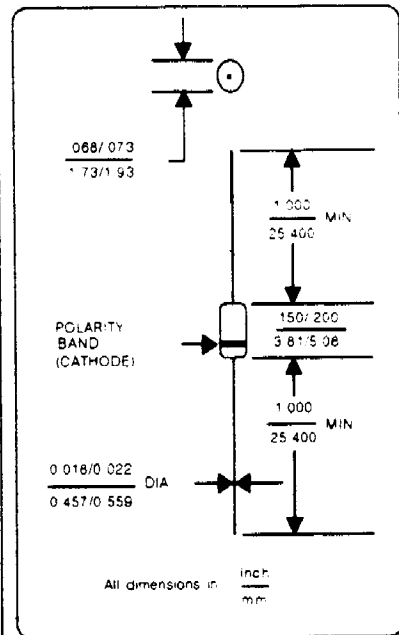 .068/.073
1.73/1.93
1.000
25.400
MIN
POLARITY
BAND
(CATHODE)
.150/.200
3.81/5.08
1.000
25.400
MIN
0.018/0.022
0.457/0.559
DIA
All dimensions in
inch
mm